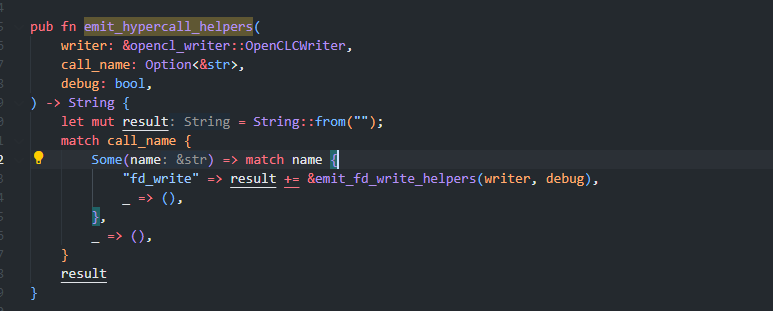 pub fn emit_hypercall_helpers(
    writer: &opencl_writer::OpenCLCWriter,
    call_name: Option<&str>,
    debug: bool,
) -> String {
    let mut result: String = String::from("");
    match call_name {
        Some(name: &str) => match name {
            "fd_write" => result += &emit_fd_write_helpers(writer, debug),
            _ => (),
        },
        _ => (),
    }
    result
}